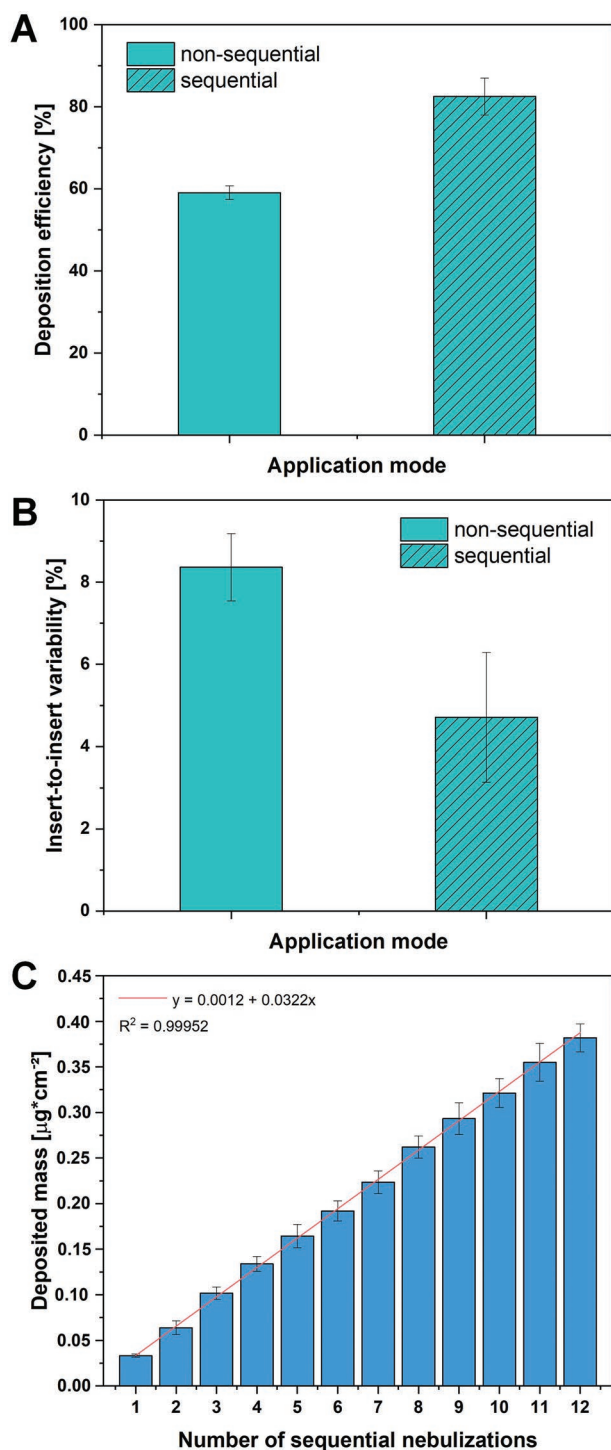 A
100
80
60
40
20
0
Deposition efficiency [%]
non-sequential
sequential
Application mode
B
10
8
6
4
2
0
Insert-to-insert variability [%]
non-sequential
sequential
Application mode
C
0.45
0.40
0.35
0.30
0.25
0.20
0.15
0.10
0.05
0.00
Deposited mass [µg*cm⁻²]
y = 0.0012 + 0.0322x
R² = 0.99952
1 2 3 4 5 6 7 8 9 10 11 12
Number of sequential nebulizations